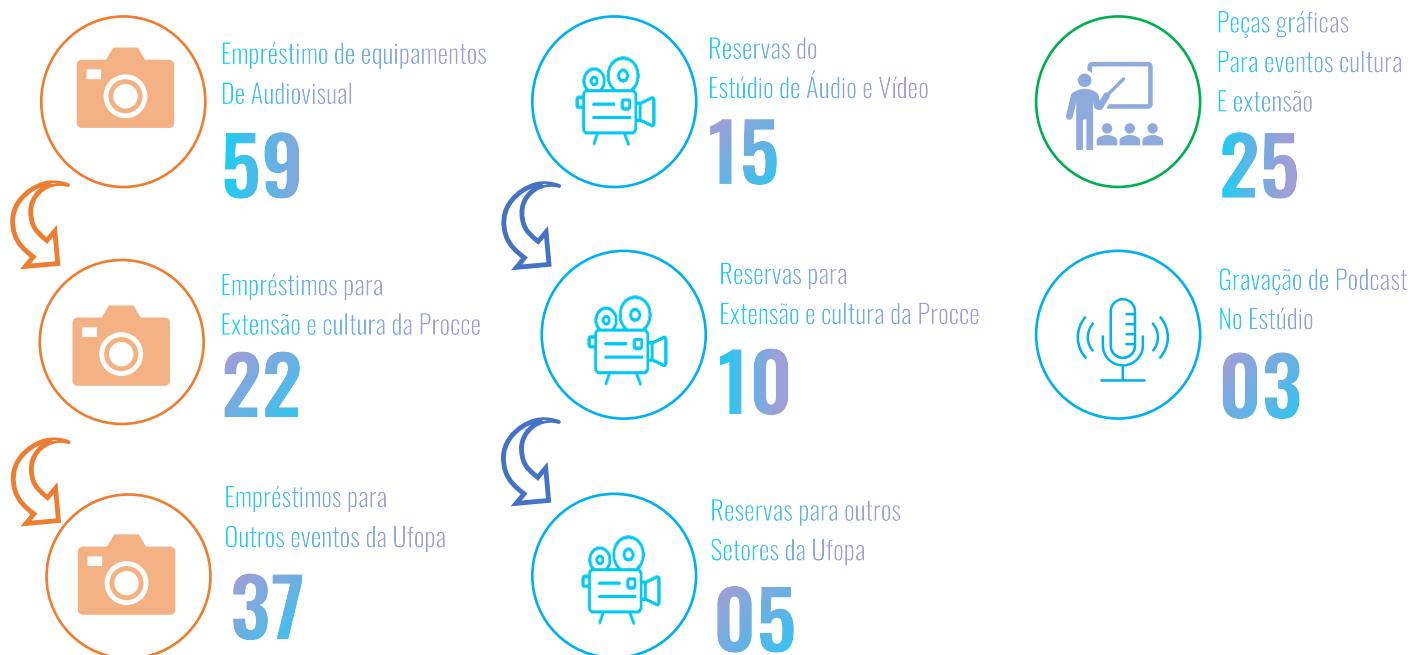 Empréstimo de equipamentos
De Audiovisual
59
Empréstimos para
Extensão e cultura da Procce
22
Empréstimos para
Outros eventos da Ufopa
37
Reservas do
Estúdio de Áudio e Vídeo
15
Reservas para
Extensão e cultura da Procce
10
Reservas para outros
Setores da Ufopa
05
Peças gráficas
Para eventos cultura
E extensão
25
Gravação de Podcast
No Estúdio
03